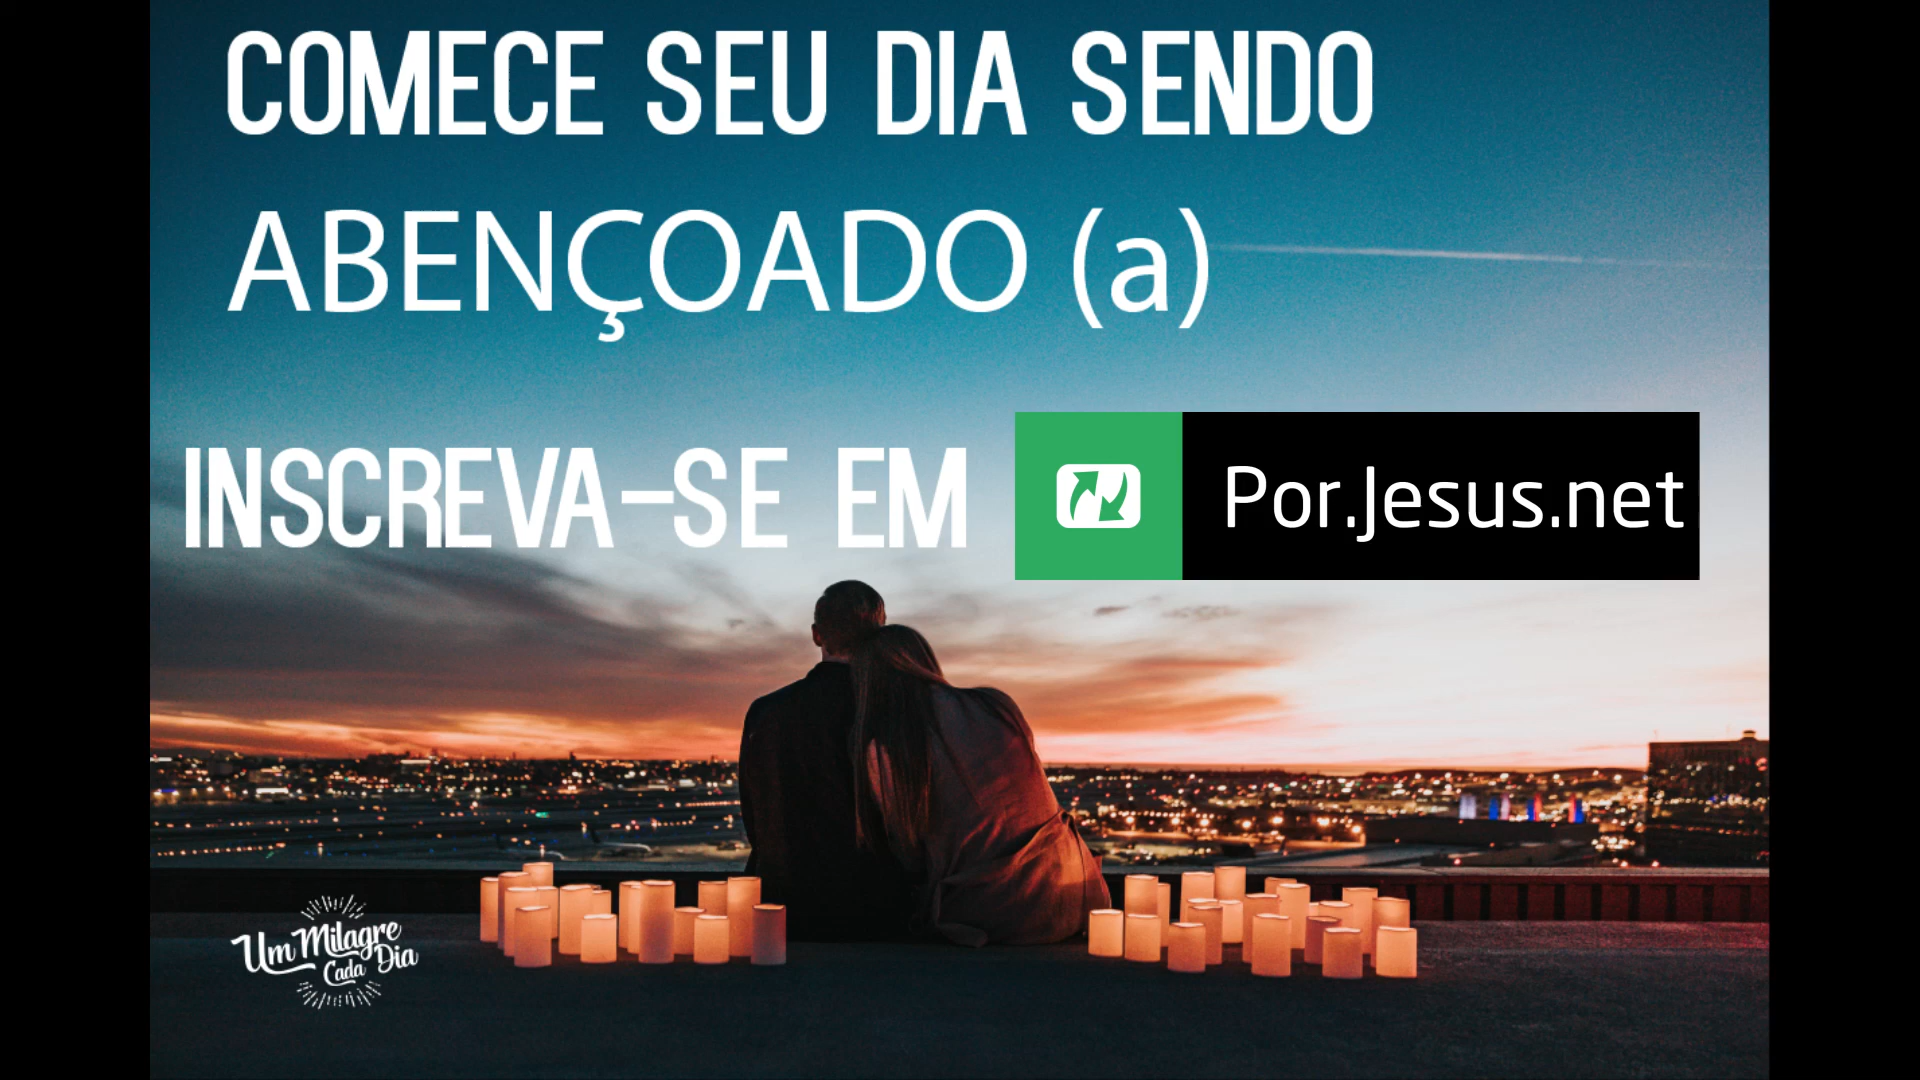 COMECE SEU DIA SENDO
ABENÇOADO (a)
INSCREVA-SE EM Por.Jesus.net
Um Milagre
Cada Dia